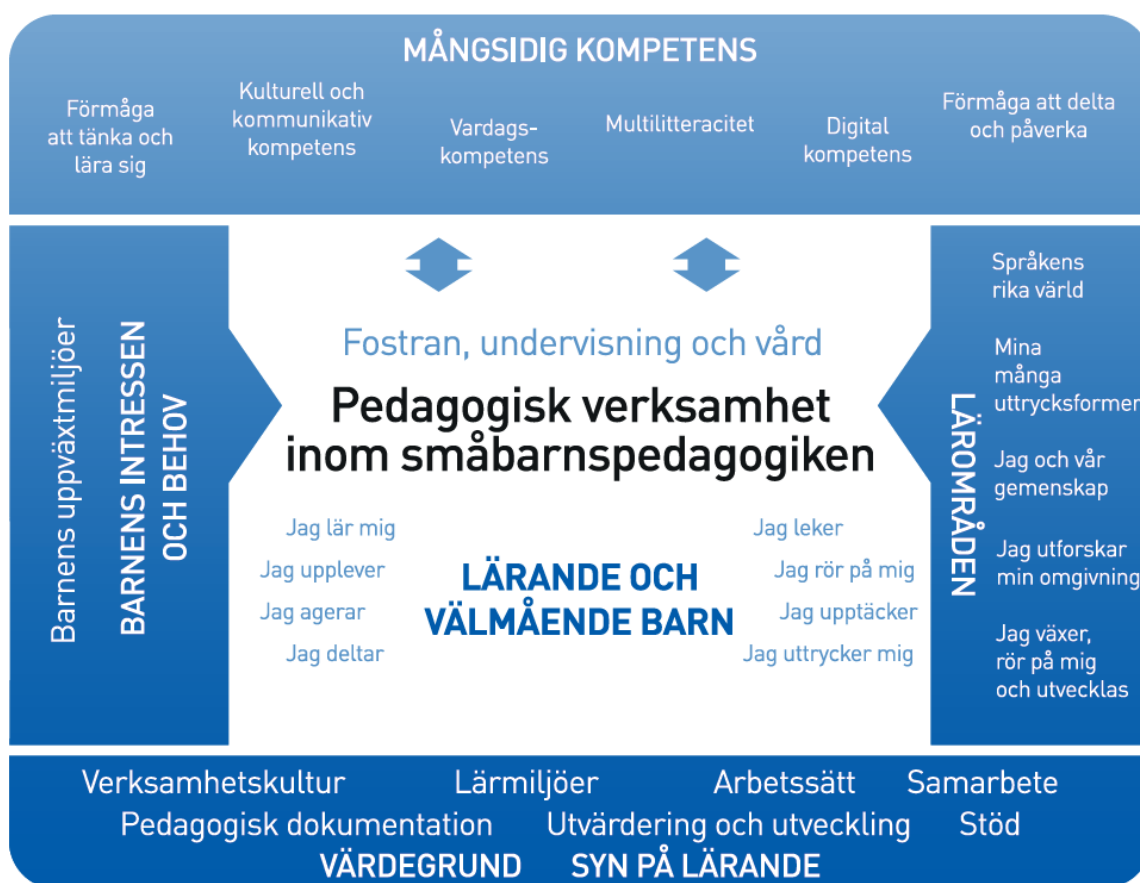 MÅNGSIDIG KOMPETENS
Förmåga
att tänka och
lära sig
Kulturell och
kommunikativ
kompetens
Vardags-
kompetens
Multilitteracitet
Digital
kompetens
Förmåga att delta
och påverka
Barnens uppväxtmiljöer
BARNENS INTRESSEN
OCH BEHOV
Fostran, undervisning och vård
Pedagogisk verksamhet
inom småbarnspedagogiken
Jag lär mig
Jag upplever
Jag agerar
Jag deltar
LÄRANDE OCH
VÄLMÅENDE BARN
Jag leker
Jag rör på mig
Jag upptäcker
Jag uttrycker mig
LÄROMRÅDEN
Språkens
rika värld
Mina
många
uttrycksformer
Jag och vår
gemenskap
Jag utforskar
min omgivning
Jag växer,
rör på mig
och utvecklas
Verksamhetskultur Lärmiljöer Arbetssätt Samarbete
Pedagogisk dokumentation Utvärdering och utveckling Stöd
VÄRDEGRUND SYN PÅ LÄRANDE